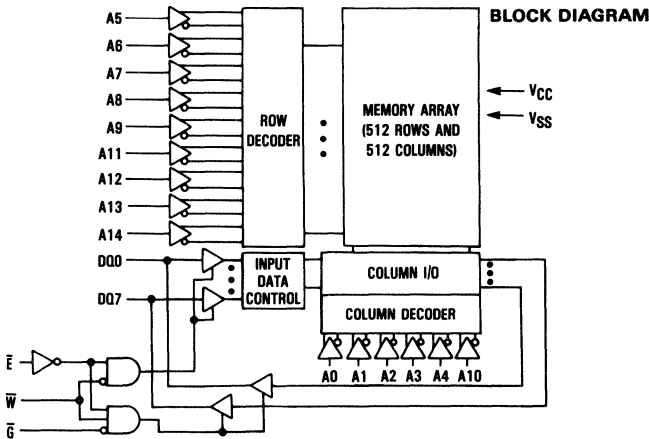 BLOCK DIAGRAM
A5
A6
A7
A8
A9
A11
A12
A13
A14
ROW
DECODER
MEMORY ARRAY
(512 ROWS AND
512 COLUMNS)
VCC
VSS
DQ0
DQ7
INPUT
DATA
CONTROL
COLUMN I/O
COLUMN DECODER
A0 A1 A2 A3 A4 A10
E̅
W̅
G̅